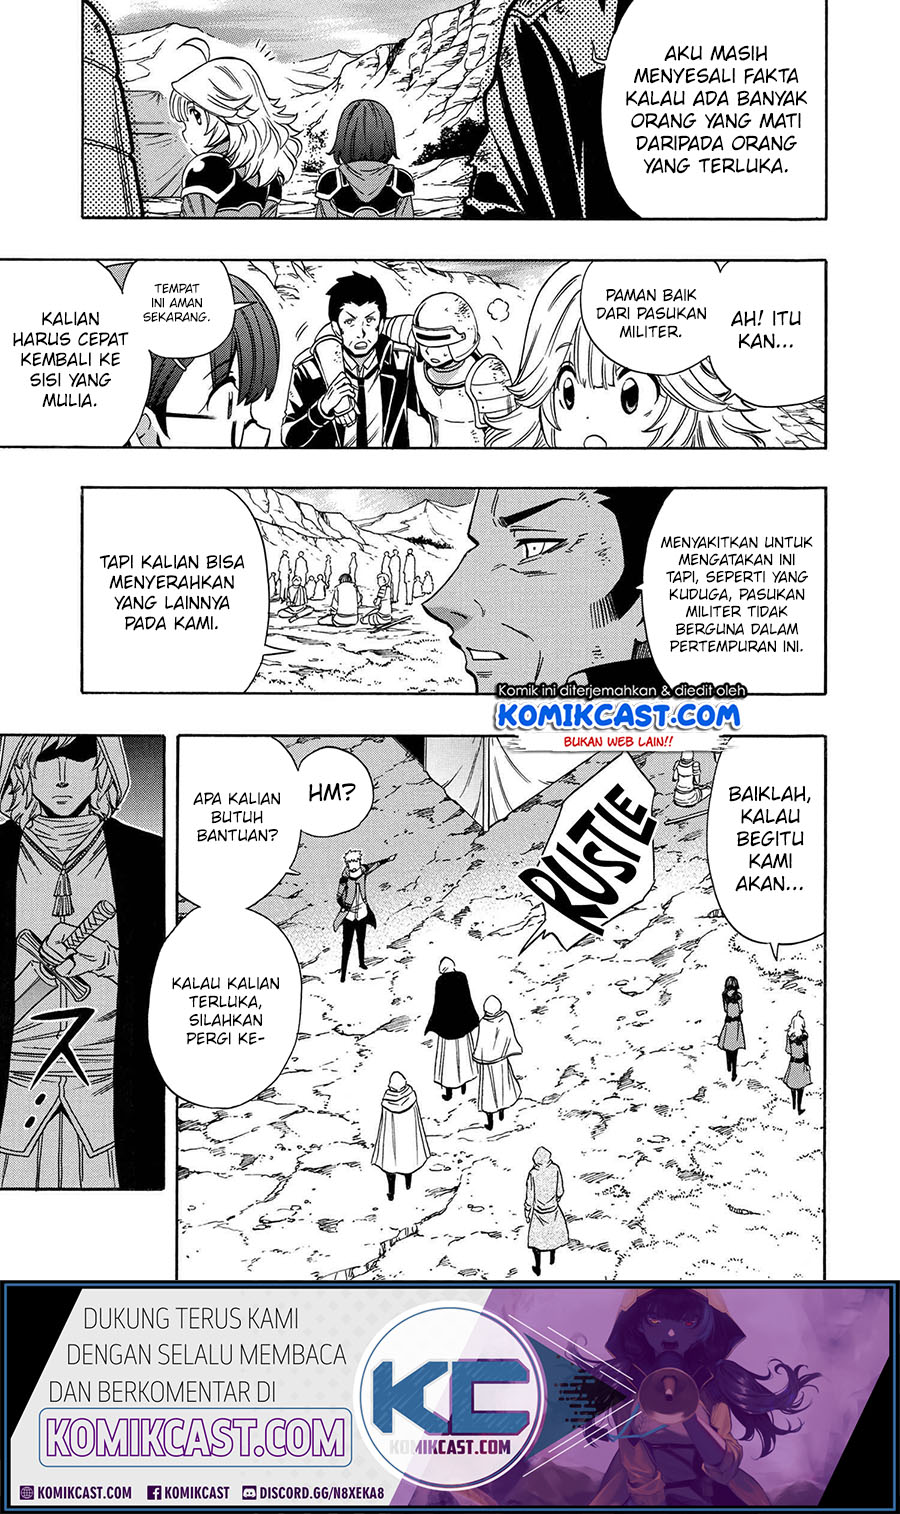 AKU MASIH
MENYESALI FAKTA
KALAU ADA BANYAK
ORANG YANG MATI
DARIPADA ORANG
YANG TERLUKA.
AH! ITU
KAN...
PAMAN BAIK
DARI PASUKAN
MILITER.
TEMPAT
INI AMAN
SEKARANG.
KALIAN
HARUS CEPAT
KEMBALI KE
SISI YANG
MULIA.
MENYAKITKAN UNTUK
MENGATAKAN INI
TAPI, SEPERTI YANG
KUDUGA, PASUKAN
MILITER TIDAK
BERGUNA DALAM
PERTEMPURAN INI.
TAPI KALIAN BISA
MENYERAHKAN
YANG LAINNYA
PADA KAMI.
Komik ini diterjemahkan & diedit oleh
KOMIKCAST.COM
BUKAN WEB LAIN!!
BAIKLAH,
KALAU
BEGITU
KAMI
AKAN...
RUSTLE
HM?
APA KALIAN
BUTUH
BANTUAN?
KALAU KALIAN
TERLUKA,
SILAHKAN
PERGI KE-
ス
DUKUNG TERUS KAMI
DENGAN SELALU MEMBACA
DAN BERKOMENTAR DI
KOMIKCAST.COM
KC
KOMIKCAST.COM
KOMIKCAST.COM KOMIKCAST DISCORD.GG/N8XEKA8